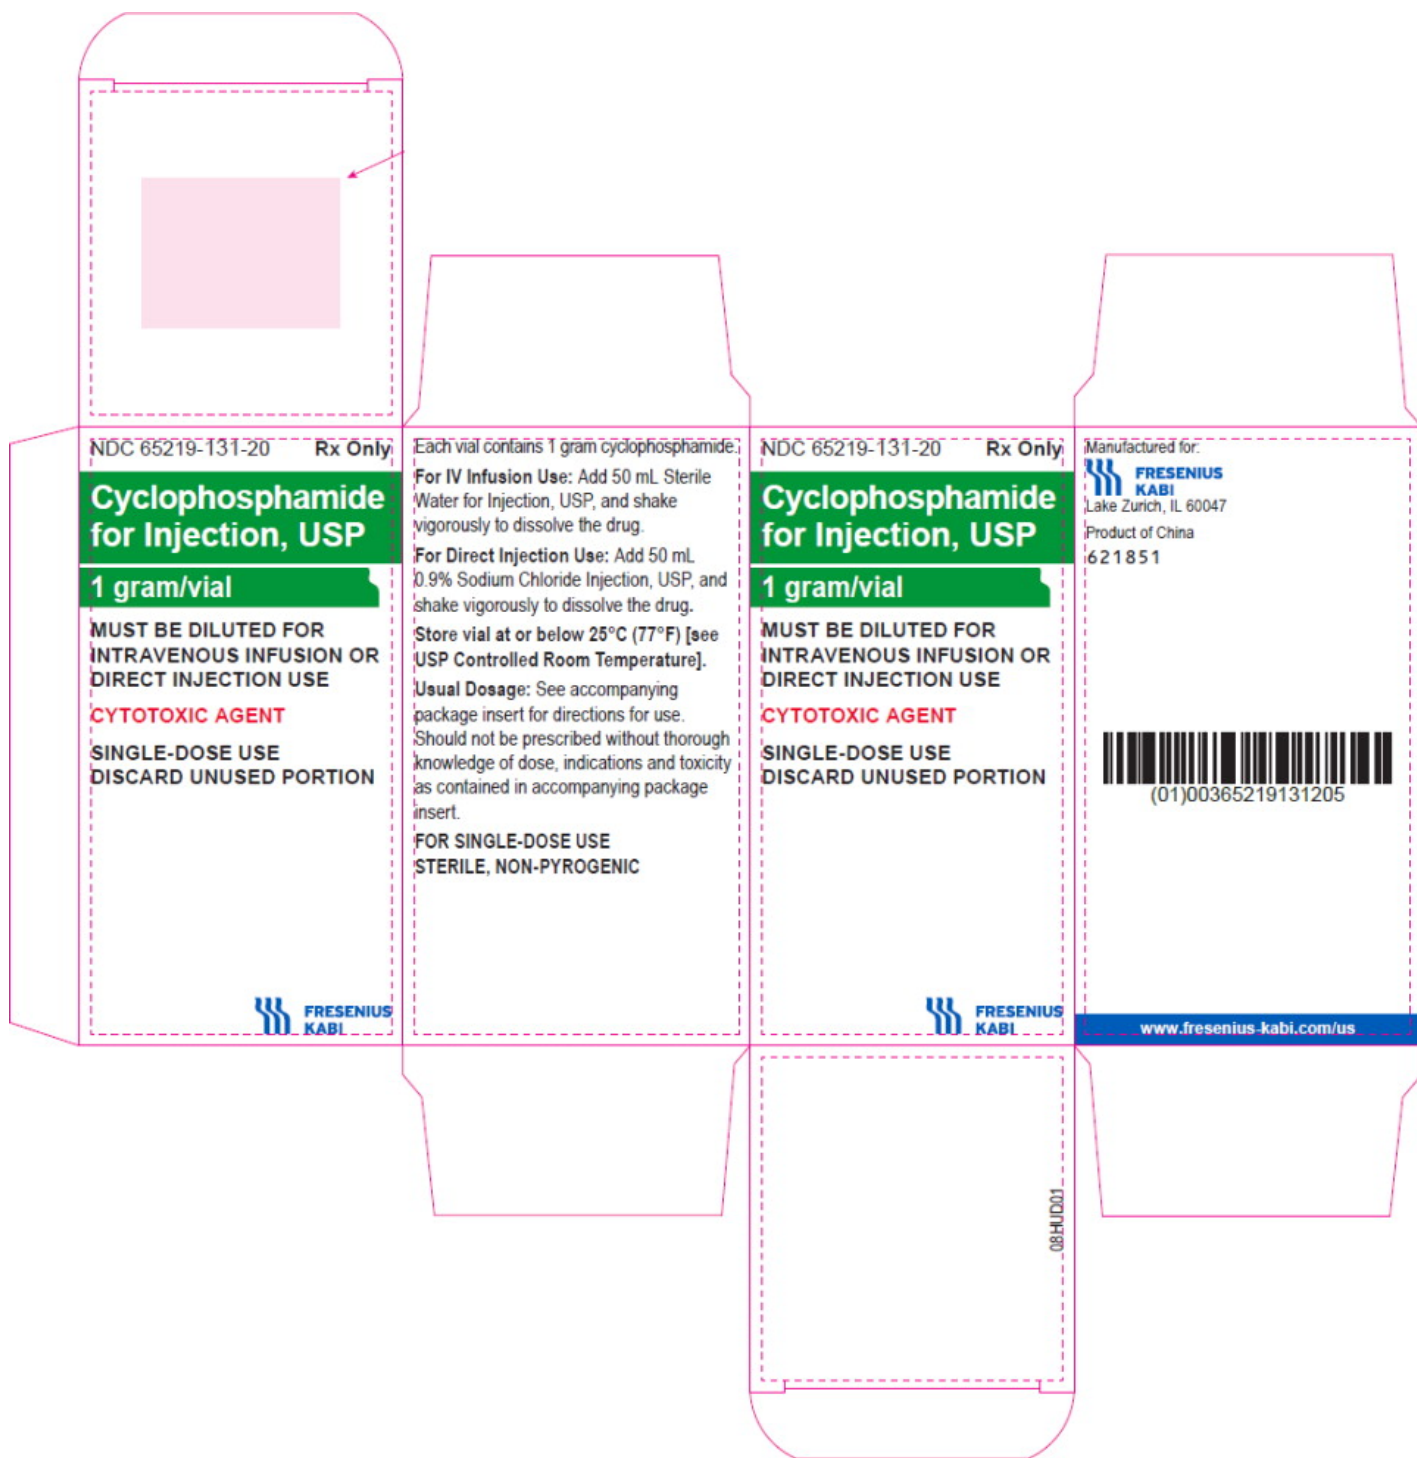 NDC 65219-131-20 Rx Only
Cyclophosphamide
for Injection, USP
1 gram/vial
MUST BE DILUTED FOR
INTRAVENOUS INFUSION OR
DIRECT INJECTION USE
CYTOTOXIC AGENT
SINGLE-DOSE USE
DISCARD UNUSED PORTION
FRESENIUS
KABI
Each vial contains 1 gram cyclophosphamide.
For IV Infusion Use: Add 50 mL Sterile
Water for Injection, USP, and shake
vigorously to dissolve the drug.
For Direct Injection Use: Add 50 mL
0.9% Sodium Chloride Injection, USP, and
shake vigorously to dissolve the drug.
Store vial at or below 25°C (77°F) [see
USP Controlled Room Temperature].
Usual Dosage: See accompanying
package insert for directions for use.
Should not be prescribed without thorough
knowledge of dose, indications and toxicity
as contained in accompanying package
insert.
FOR SINGLE-DOSE USE
STERILE, NON-PYROGENIC
NDC 65219-131-20 Rx Only
Cyclophosphamide
for Injection, USP
1 gram/vial
MUST BE DILUTED FOR
INTRAVENOUS INFUSION OR
DIRECT INJECTION USE
CYTOTOXIC AGENT
SINGLE-DOSE USE
DISCARD UNUSED PORTION
FRESENIUS
KABI
Manufactured for:
FRESENIUS
KABI
Lake Zurich, IL 60047
Product of China
621851
(01)00365219131205
www.fresenius-kabi.com/us
08HUD01